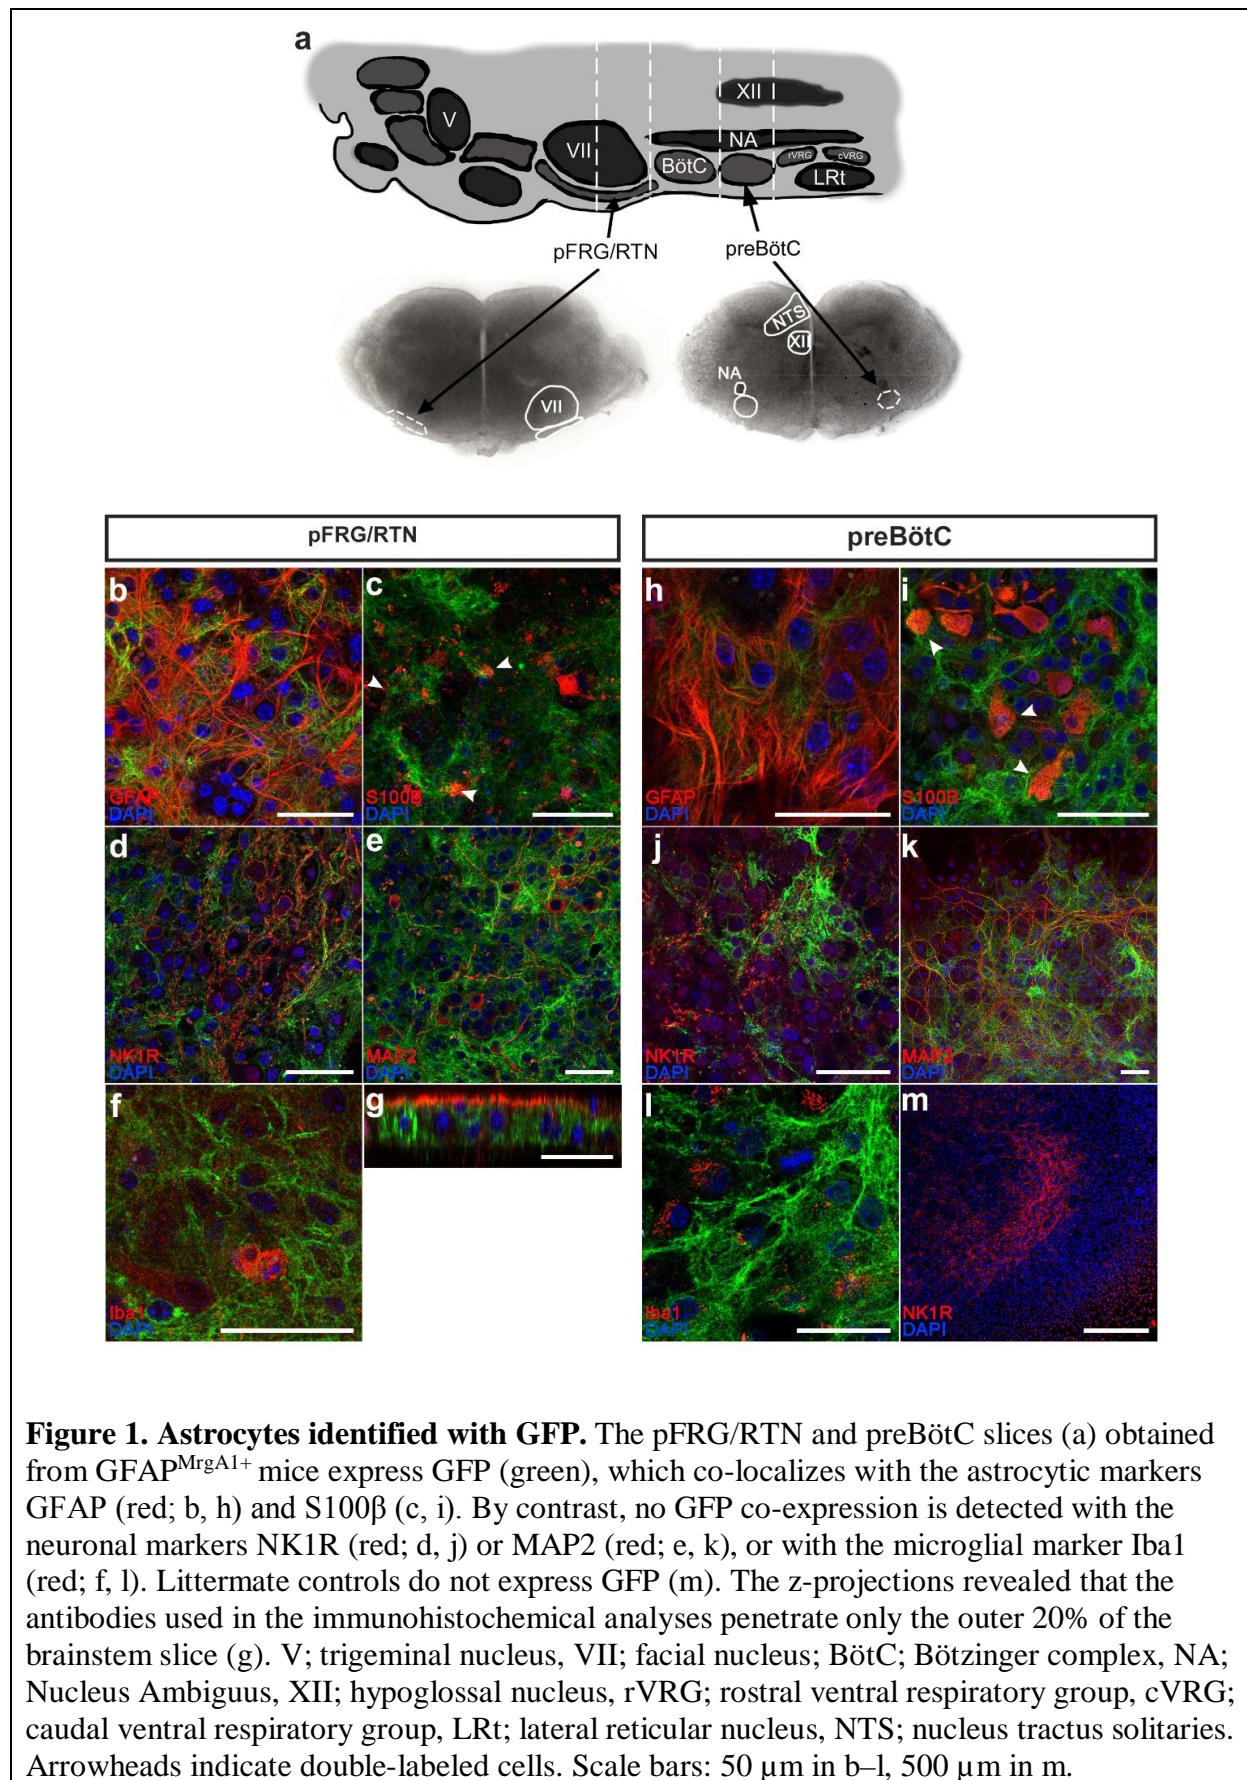 a
XII
V
VII
NA
BötC
rVRG
cVRG
LRt
pFRG/RTN
preBötC
NTS
XII
NA
VII
pFRG/RTN
preBötC
b
GFAP
DAPI
c
S100B
DAPI
h
GFAP
DAPI
i
S100B
DAPI
d
NK1R
DAPI
e
MAP2
DAPI
j
NK1R
DAPI
k
MAP2
DAPI
f
Iba1
DAPI
g
l
Iba1
DAPI
m
NK1R
DAPI
Figure 1. Astrocytes identified with GFP. The pFRG/RTN and preBötC slices (a) obtained
from GFAP^MrgA1+ mice express GFP (green), which co-localizes with the astrocytic markers
GFAP (red; b, h) and S100β (c, i). By contrast, no GFP co-expression is detected with the
neuronal markers NK1R (red; d, j) or MAP2 (red; e, k), or with the microglial marker Iba1
(red; f, l). Littermate controls do not express GFP (m). The z-projections revealed that the
antibodies used in the immunohistochemical analyses penetrate only the outer 20% of the
brainstem slice (g). V; trigeminal nucleus, VII; facial nucleus; BötC; Bötzinger complex, NA;
Nucleus Ambiguus, XII; hypoglossal nucleus, rVRG; rostral ventral respiratory group, cVRG;
caudal ventral respiratory group, LRt; lateral reticular nucleus, NTS; nucleus tractus solitaries.
Arrowheads indicate double-labeled cells. Scale bars: 50 µm in b–l, 500 µm in m.